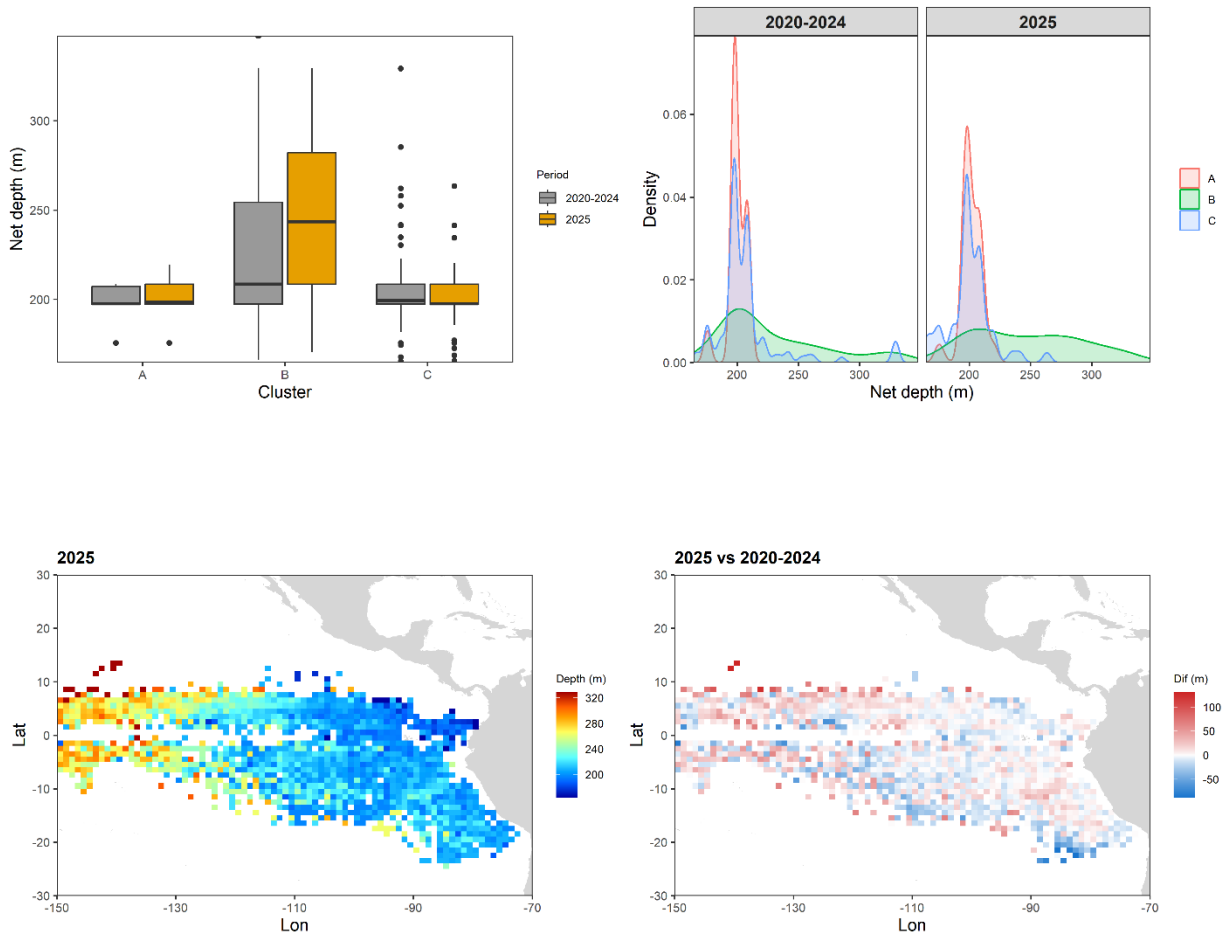 Net depth (m)
300
250
200
A
B
C
Cluster
Period
2020-2024
2025
2020-2024
2025
Density
0.06
0.04
0.02
0.00
200
250
300
200
250
300
Net depth (m)
A
B
C
2025
Lat
30
20
10
0
-10
-20
-30
-150
-130
-110
-90
-70
Lon
Depth (m)
320
280
240
200
2025 vs 2020-2024
Lat
30
20
10
0
-10
-20
-30
-150
-130
-110
-90
-70
Lon
Dif (m)
100
50
0
-50